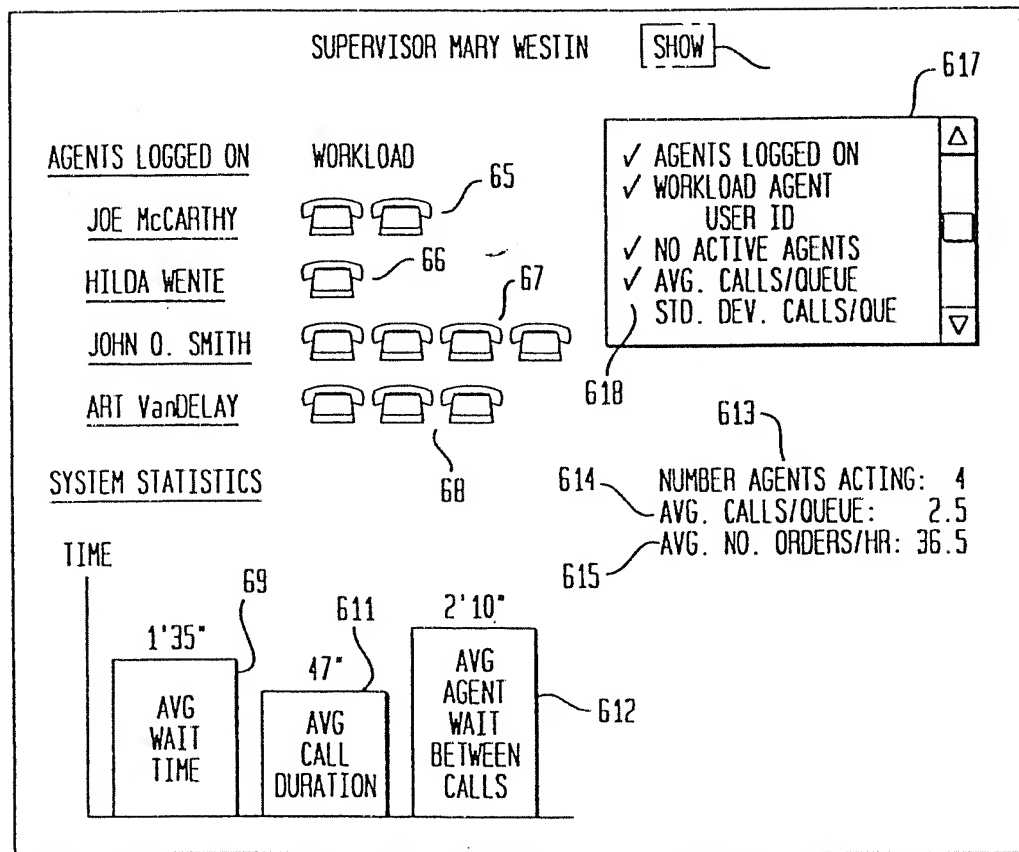 SUPERVISOR MARY WESTIN
SHOW
617
AGENTS LOGGED ON
WORKLOAD
JOE McCARTHY
65
HILDA WENTE
66
JOHN O. SMITH
67
ART VanDELAY
68
✓ AGENTS LOGGED ON
✓ WORKLOAD AGENT
USER ID
✓ NO ACTIVE AGENTS
✓ AVG. CALLS/QUEUE
STD. DEV. CALLS/QUE
618
613
NUMBER AGENTS ACTING: 4
614
AVG. CALLS/QUEUE: 2.5
AVG. NO. ORDERS/HR: 36.5
615
SYSTEM STATISTICS
TIME
69
1'35"
AVG
WAIT
TIME
611
47"
AVG
CALL
DURATION
2'10"
AVG
AGENT
WAIT
BETWEEN
CALLS
612